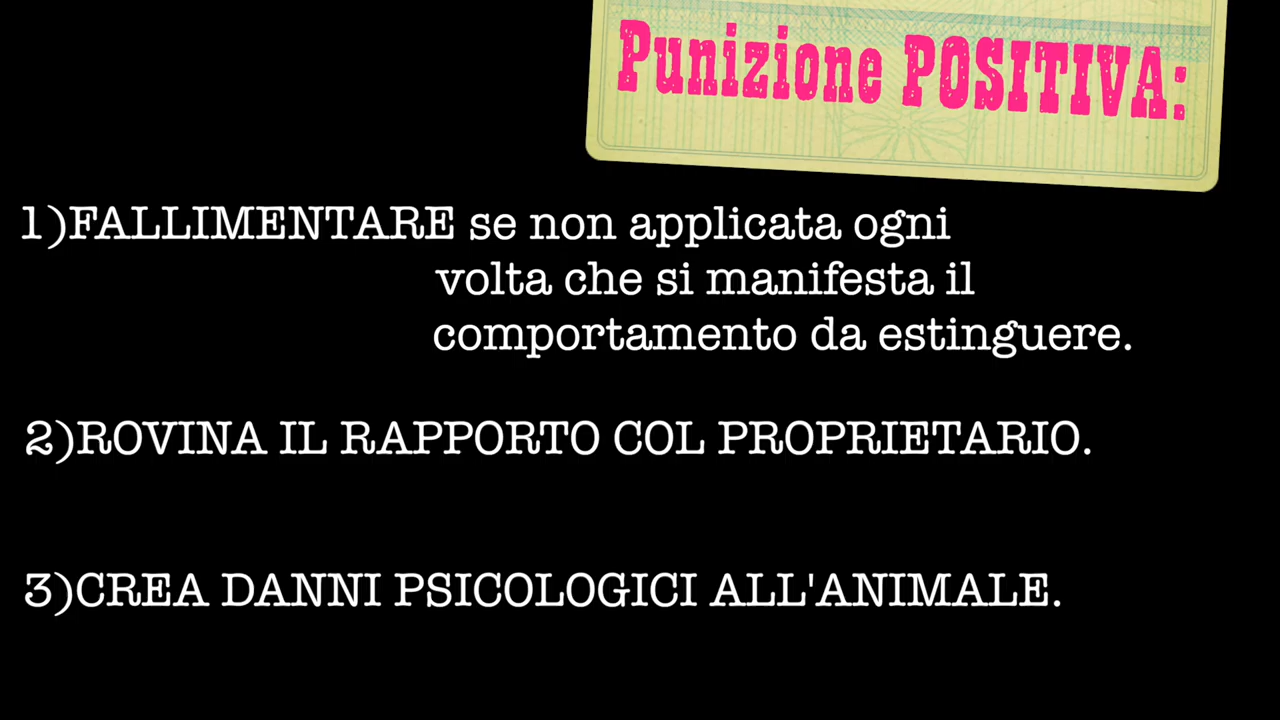 Punizione POSITIVA:
1)FALLIMENTARE se non applicata ogni
volta che si manifesta il
comportamento da estinguere.
2)ROVINA IL RAPPORTO COL PROPRIETARIO.
3)CREA DANNI PSICOLOGICI ALL'ANIMALE.